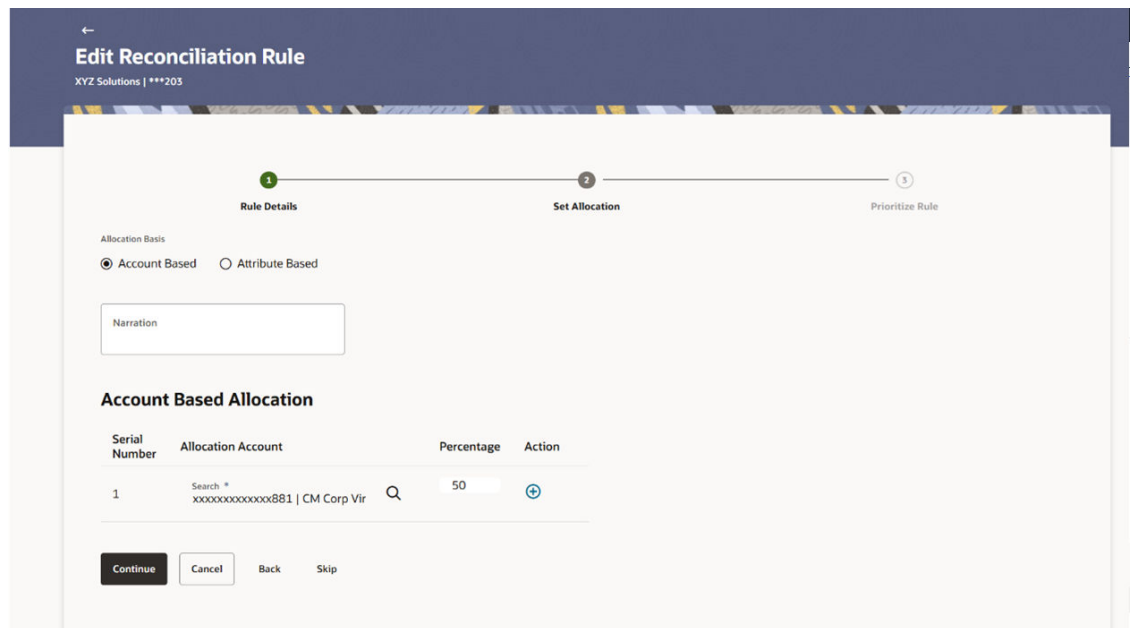 Edit Reconciliation Rule
XYZ Solutions | ***203
1
2
3
Rule Details
Set Allocation
Prioritize Rule
Allocation Basis
Account Based
Attribute Based
Narration
Account Based Allocation
Serial
Number
Allocation Account
Percentage
Action
1
Search *
xxxxxxxxxxxxx881 | CM Corp Vir
50
Continue
Cancel
Back
Skip